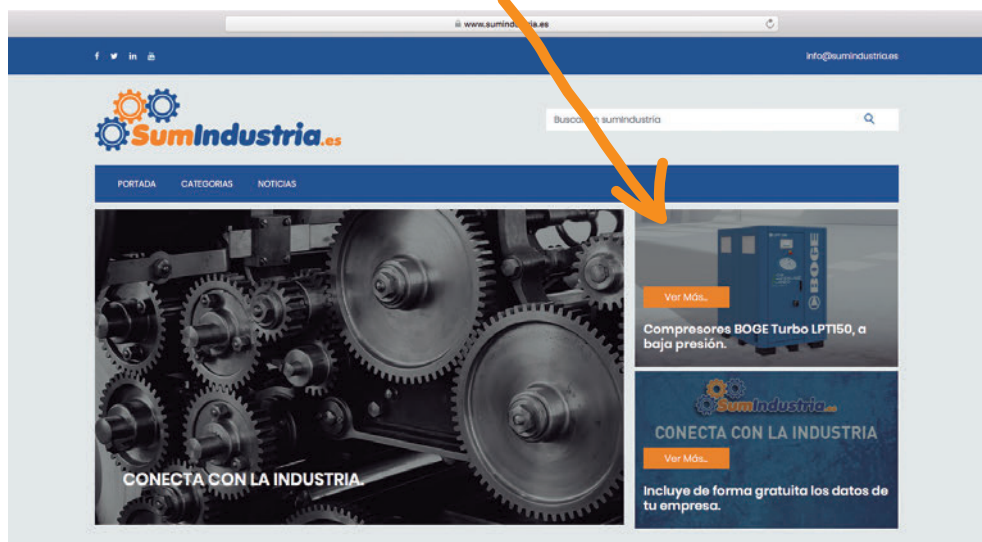 www.sumindustria.es
info@sumindustria.es
SumIndustria.es
sumindustria
PORTADA CATEGORIAS NOTICIAS
CONECTA CON LA INDUSTRIA.
BOGE
Ver Más..
Compresores BOGE Turbo LPT150, a
baja presión.
SumIndustria.es
CONECTA CON LA INDUSTRIA
Ver Más..
Incluye de forma gratuita los datos de
tu empresa.